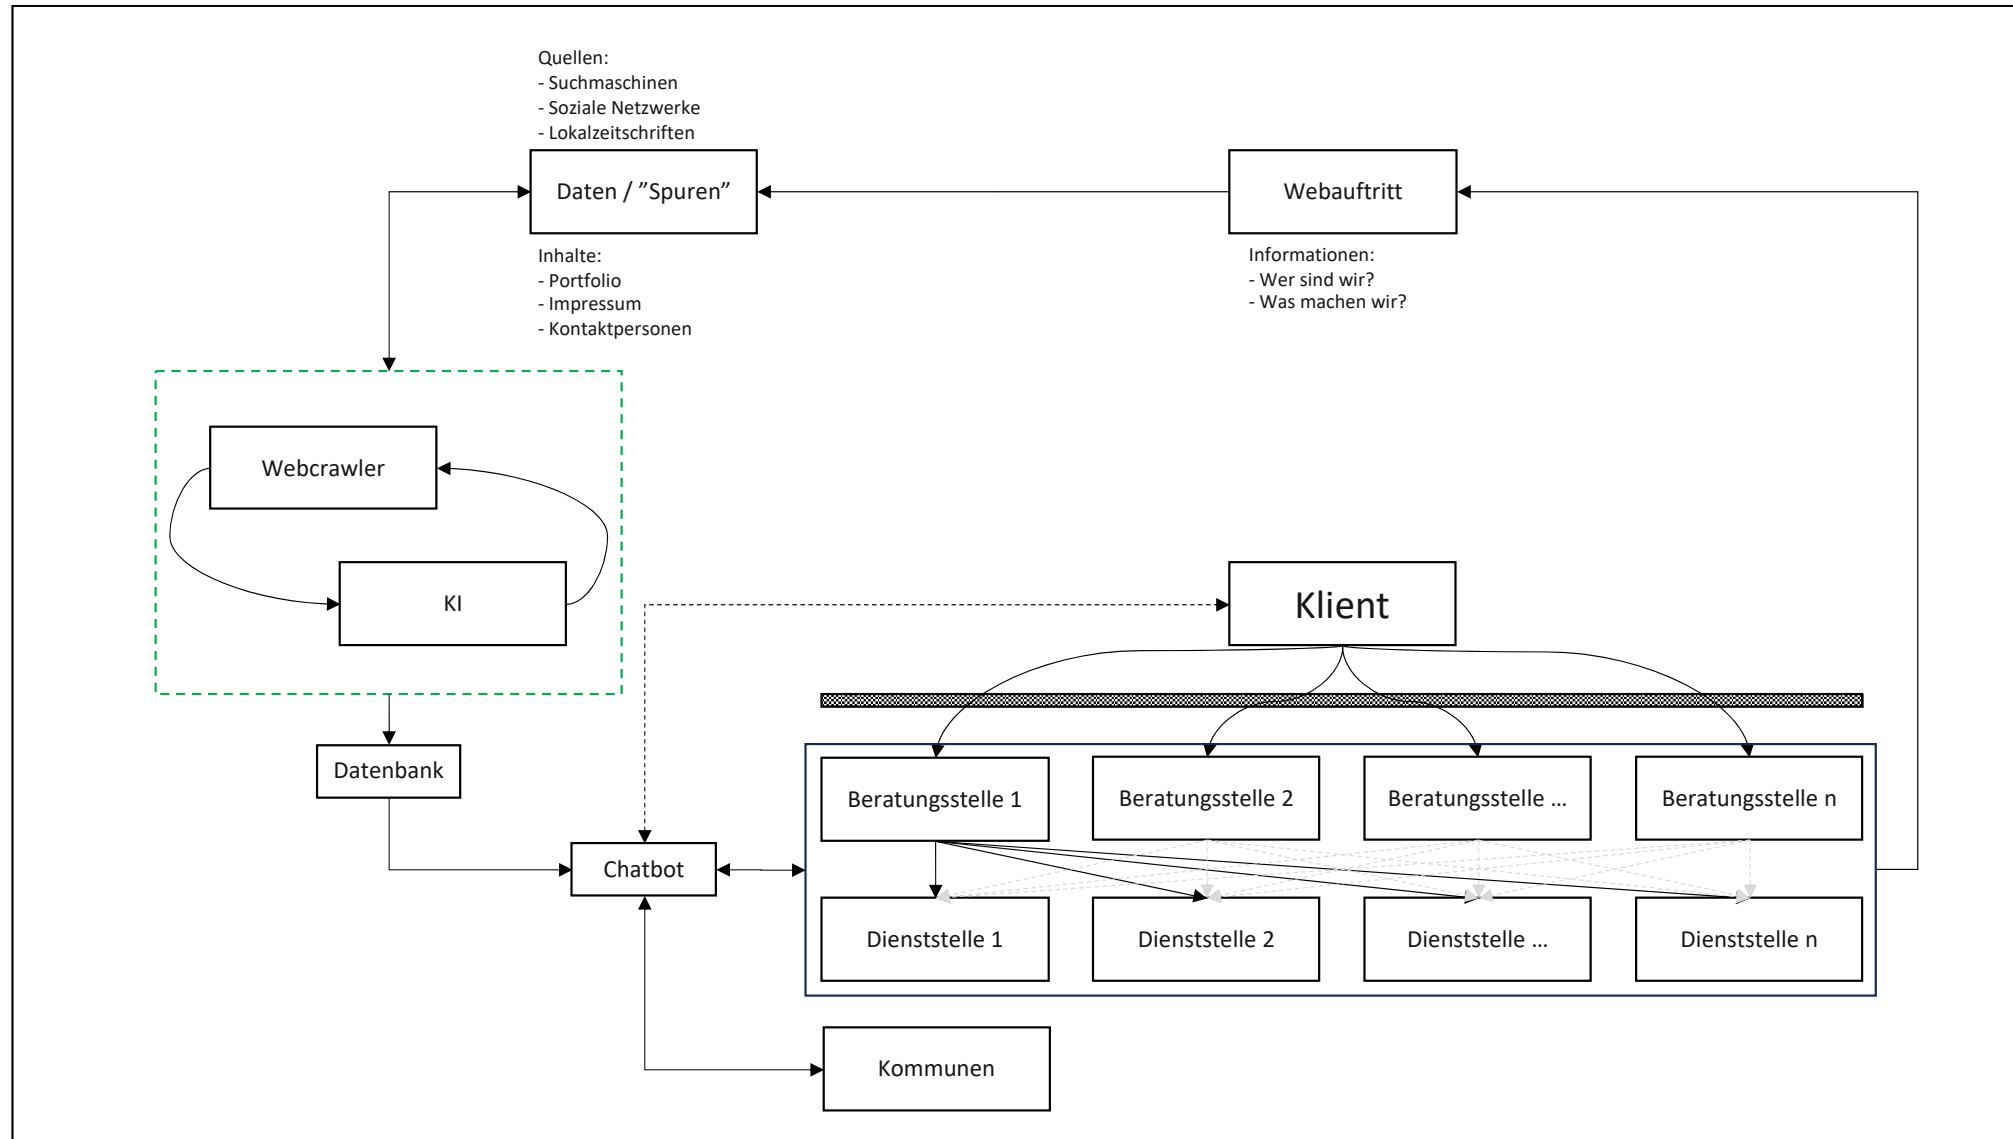 Quellen:
- Suchmaschinen
- Soziale Netzwerke
- Lokalzeitschriften
Daten / ”Spuren”
Webauftritt
Inhalte:
- Portfolio
- Impressum
- Kontaktpersonen
Informationen:
- Wer sind wir?
- Was machen wir?
Webcrawler
KI
Klient
Datenbank
Beratungsstelle 1
Beratungsstelle 2
Beratungsstelle ...
Beratungsstelle n
Chatbot
Dienststelle 1
Dienststelle 2
Dienststelle ...
Dienststelle n
Kommunen